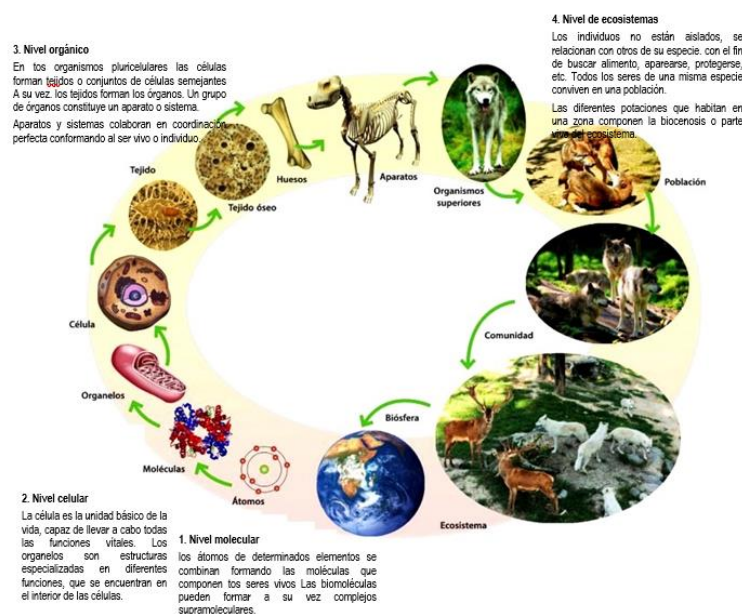 3. Nivel orgánico
En tos organismos pluricelulares las células
forman tejidos o conjuntos de células semejantes
A su vez. los tejidos forman los órganos. Un grupo
de órganos constituye un aparato o sistema.
Aparatos y sistemas colaboran en coordinación
perfecta conformando al ser vivo o individuo.
4. Nivel de ecosistemas
Los individuos no están aislados, se
relacionan con otros de su especie. con el fin
de buscar alimento, aparearse, protegerse,
etc. Todos los seres de una misma especie
conviven en una población.
Las diferentes potaciones que habitan en
una zona componen la biocenosis o parte
viva del ecosistema.
Tejido
Tejido óseo
Huesos
Aparatos
Organismos
superiores
Población
Célula
Comunidad
Organelos
Biósfera
Moléculas
Átomos
Ecosistema
2. Nivel celular
La célula es la unidad básico de la
vida, capaz de llevar a cabo todas
las funciones vitales. Los
organelos son estructuras
especializadas en diferentes
funciones, que se encuentran en
el interior de las células.
1. Nivel molecular
los átomos de determinados elementos se
combinan formando las moléculas que
componen tos seres vivos Las biomoléculas
pueden formar a su vez complejos
supramoleculares.